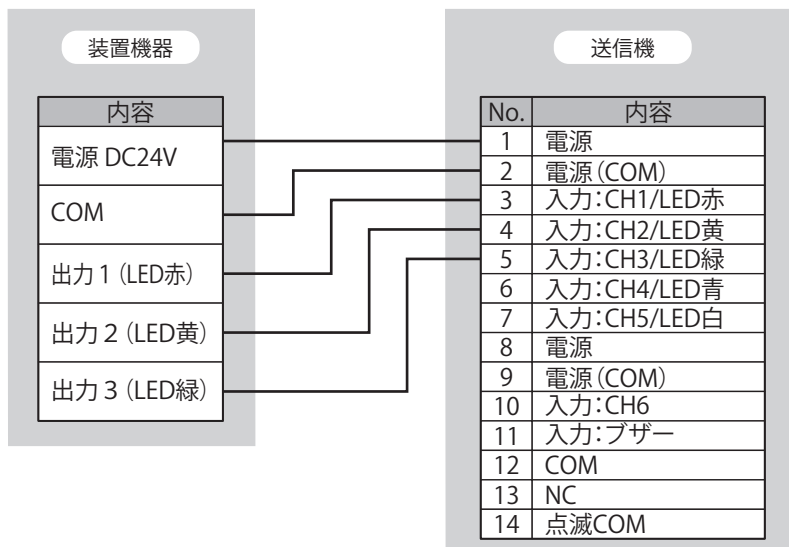 装置機器
内容
電源 DC24V
COM
出力1（LED赤）
出力2（LED黄）
出力3（LED緑）
送信機
No. 内容
1 電源
2 電源（COM）
3 入力：CH1/LED赤
4 入力：CH2/LED黄
5 入力：CH3/LED緑
6 入力：CH4/LED青
7 入力：CH5/LED白
8 電源
9 電源（COM）
10 入力：CH6
11 入力：ブザー
12 COM
13 NC
14 点滅COM